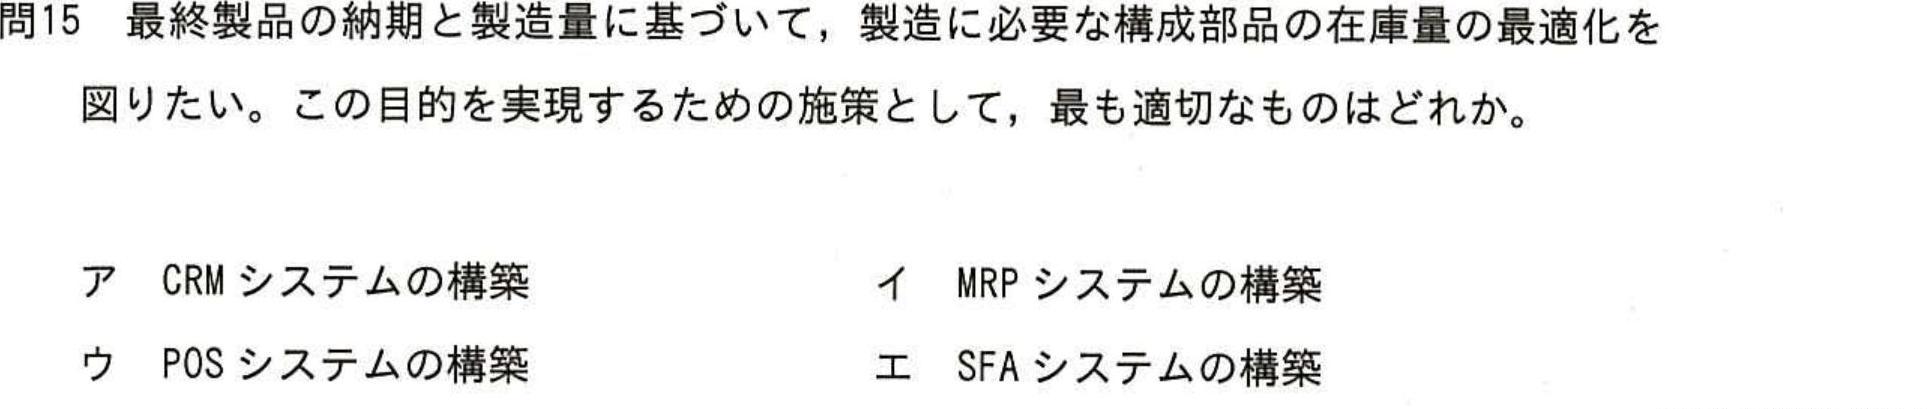 問15　最終製品の納期と製造量に基づいて，製造に必要な構成部品の在庫量の最適化を
図りたい。この目的を実現するための施策として，最も適切なものはどれか。
ア　CRM システムの構築　イ　MRP システムの構築
ウ　POS システムの構築　エ　SFA システムの構築